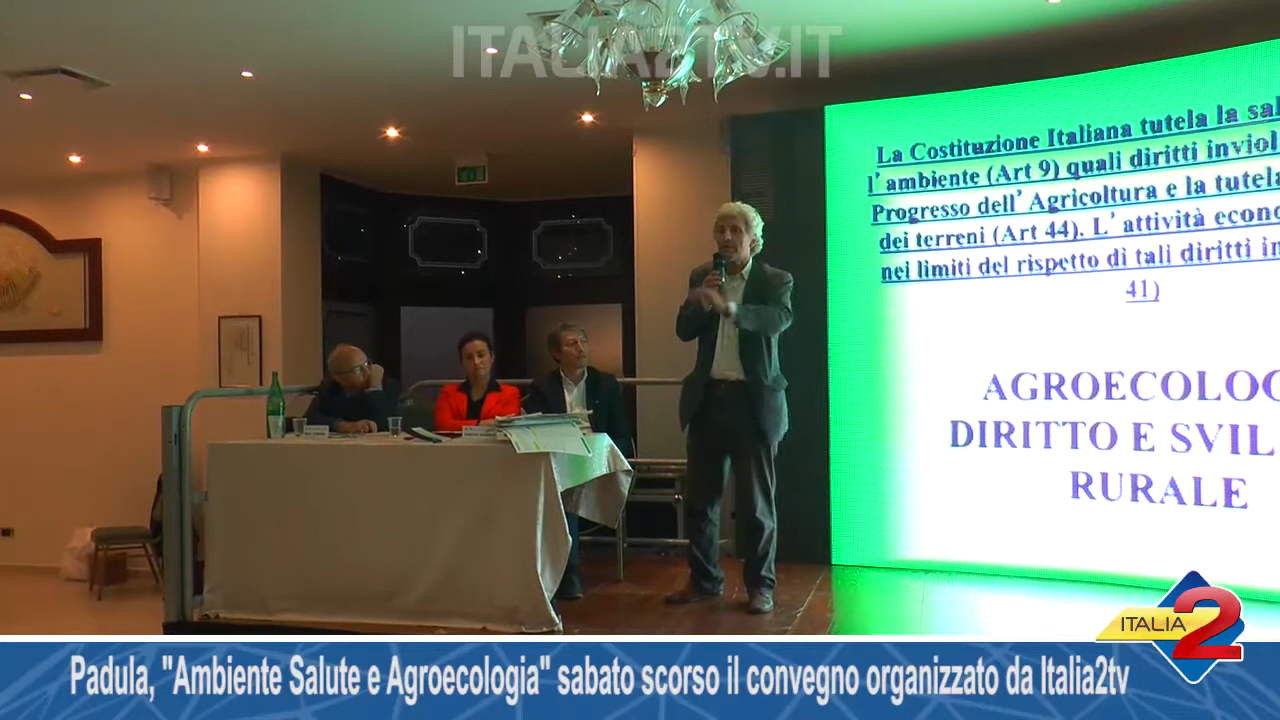 ITALIA2TV.IT
La Costituzione Italiana tutela la sal
l'ambiente (Art 9) quali diritti inviol
Progresso dell' Agricoltura e la tutela
dei terreni (Art 44). L' attività econo
nei limiti del rispetto di tali diritti in
41)
AGROECOLOG
DIRITTO E SVIL
RURALE
ITALIA 2
Padula, "Ambiente Salute e Agroecologia" sabato scorso il convegno organizzato da Italia2tv